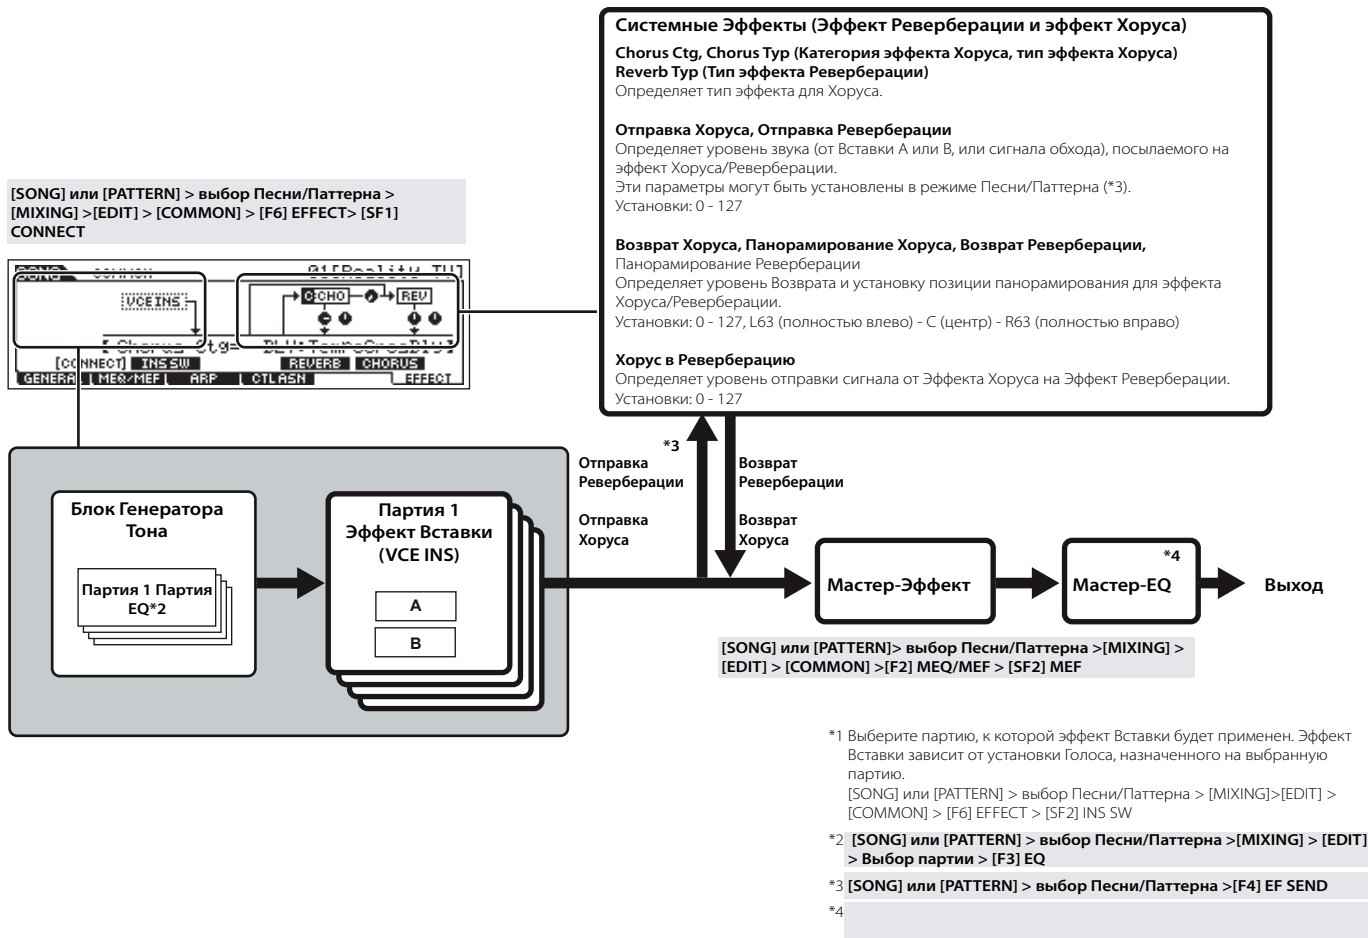 Системные Эффекты (Эффект Реверберации и эффект Хоруса)
Chorus Ctg, Chorus Typ (Категория эффекта Хоруса, тип эффекта Хоруса)
Reverb Typ (Тип эффекта Реверберации)
Определяет тип эффекта для Хоруса.
Отправка Хоруса, Отправка Реверберации
Определяет уровень звука (от Вставки A или B, или сигнала обхода), посылаемого на
эффект Хоруса/Реверберации.
Эти параметры могут быть установлены в режиме Песни/Паттерна (*3).
Установки: 0 - 127
Возврат Хоруса, Панорамирование Хоруса, Возврат Реверберации,
Панорамирование Реверберации
Определяет уровень Возврата и установку позиции панорамирования для эффекта
Хоруса/Реверберации.
Установки: 0 - 127, L63 (полностью влево) - C (центр) - R63 (полностью вправо)
Хорус в Реверберацию
Определяет уровень отправки сигнала от Эффекта Хоруса на Эффект Реверберации.
Установки: 0 - 127
[SONG] или [PATTERN] > выбор Песни/Паттерна >
[MIXING] >[EDIT] > [COMMON] > [F6] EFFECT> [SF1]
CONNECT
VCE INS
CHO
REV
[CONNECT] INS SW REVERB CHORUS
GENERAL MEQ/MEF ARP CTL ASN EFFECT
*3
Отправка
Реверберации
Возврат
Реверберации
Отправка
Хоруса
Возврат
Хоруса
Блок Генератора
Тона
Партия 1 Партия
EQ*2
Партия 1
Эффект Вставки
(VCE INS)
A
B
Мастер-Эффект
*4
Мастер-EQ
Выход
[SONG] или [PATTERN]> выбор Песни/Паттерна >[MIXING] >
[EDIT] > [COMMON] >[F2] MEQ/MEF > [SF2] MEF
*1 Выберите партию, к которой эффект Вставки будет применен. Эффект
Вставки зависит от установки Голоса, назначенного на выбранную
партию.
[SONG] или [PATTERN] > выбор Песни/Паттерна > [MIXING]>[EDIT] >
[COMMON] > [F6] EFFECT > [SF2] INS SW
*2 [SONG] или [PATTERN] > выбор Песни/Паттерна >[MIXING] > [EDIT]
> Выбор партии > [F3] EQ
*3 [SONG] или [PATTERN] > выбор Песни/Паттерна >[F4] EF SEND
*4